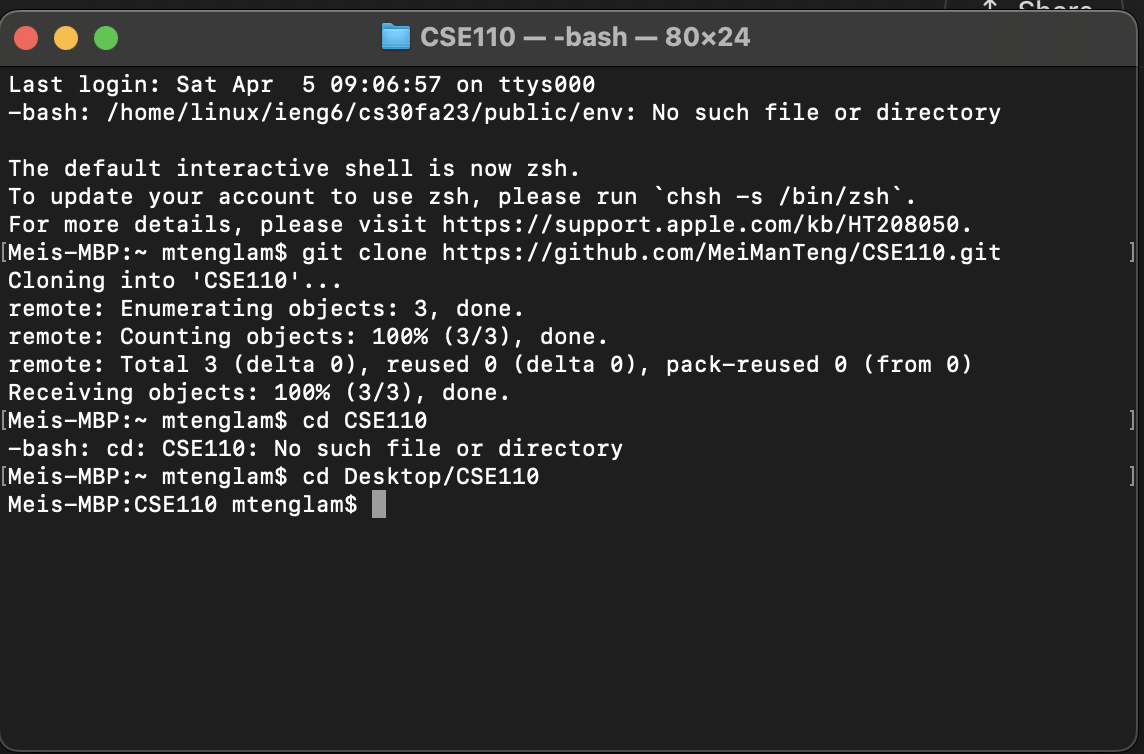 Share
CSE110 — -bash — 80×24
Last login: Sat Apr  5 09:06:57 on ttys000
-bash: /home/linux/ieng6/cs30fa23/public/env: No such file or directory

The default interactive shell is now zsh.
To update your account to use zsh, please run `chsh -s /bin/zsh`.
For more details, please visit https://support.apple.com/kb/HT208050.
[Meis-MBP:~ mtenglam$ git clone https://github.com/MeiManTeng/CSE110.git ]
Cloning into 'CSE110'...
remote: Enumerating objects: 3, done.
remote: Counting objects: 100% (3/3), done.
remote: Total 3 (delta 0), reused 0 (delta 0), pack-reused 0 (from 0)
Receiving objects: 100% (3/3), done.
[Meis-MBP:~ mtenglam$ cd CSE110 ]
-bash: cd: CSE110: No such file or directory
[Meis-MBP:~ mtenglam$ cd Desktop/CSE110 ]
Meis-MBP:CSE110 mtenglam$